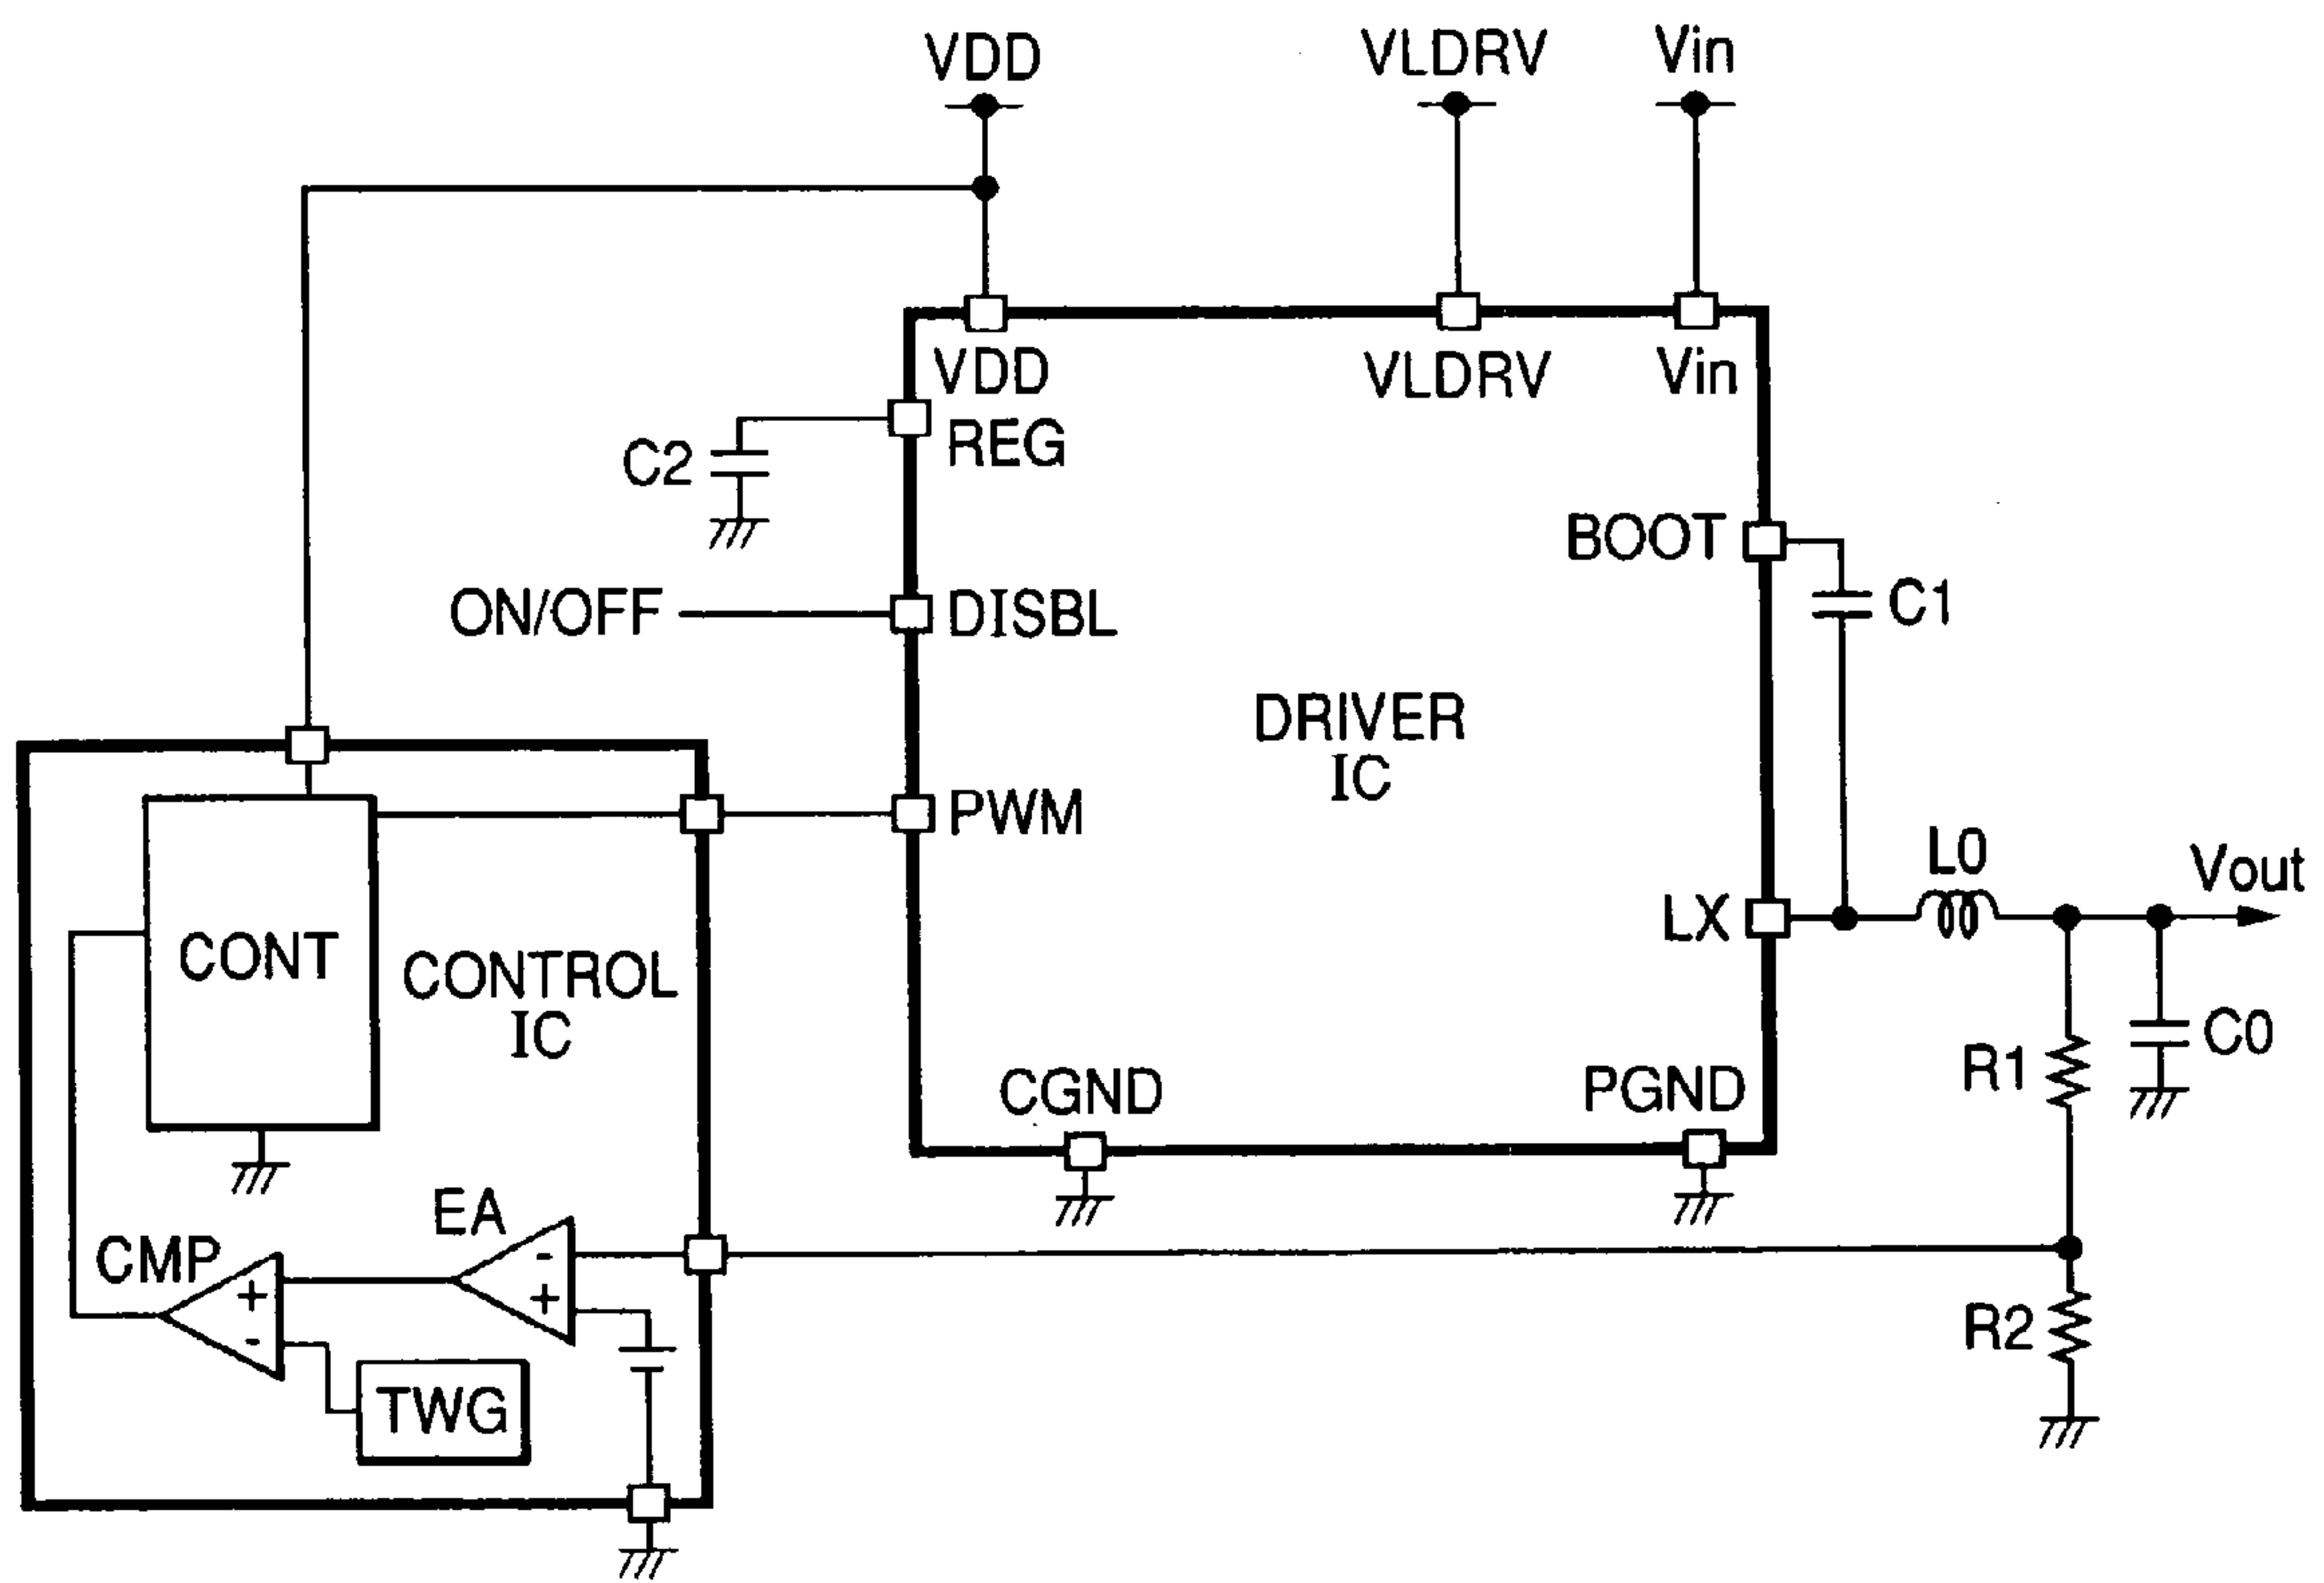 VDD
VLDRV
Vin
VDD
VLDRV
Vin
REG
C2
BOOT
C1
ON/OFF
DISBL
DRIVER
IC
PWM
L0
Vout
LX
CONT
CONTROL
IC
C0
R1
CGND
PGND
EA
CMP
-
+
+
-
R2
TWG